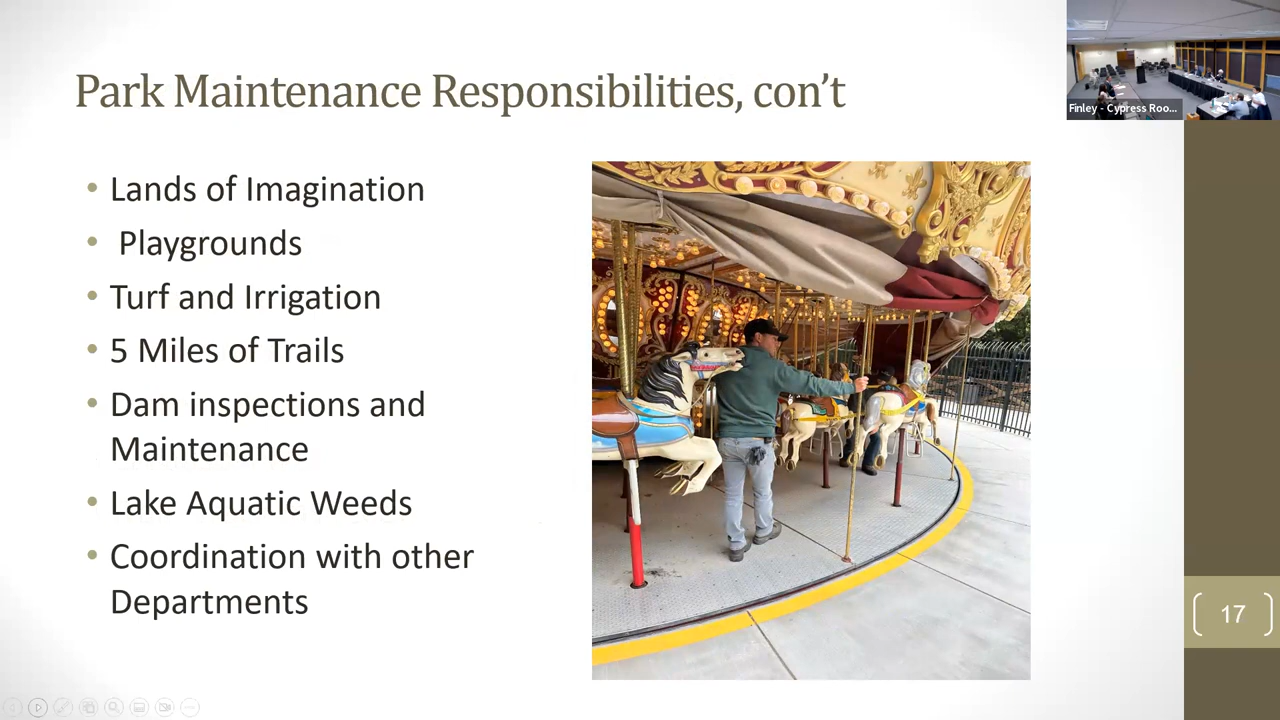 Park Maintenance Responsibilities, con't
Finley - Cypress Roo...
• Lands of Imagination
• Playgrounds
• Turf and Irrigation
• 5 Miles of Trails
• Dam inspections and
Maintenance
• Lake Aquatic Weeds
• Coordination with other
Departments
17